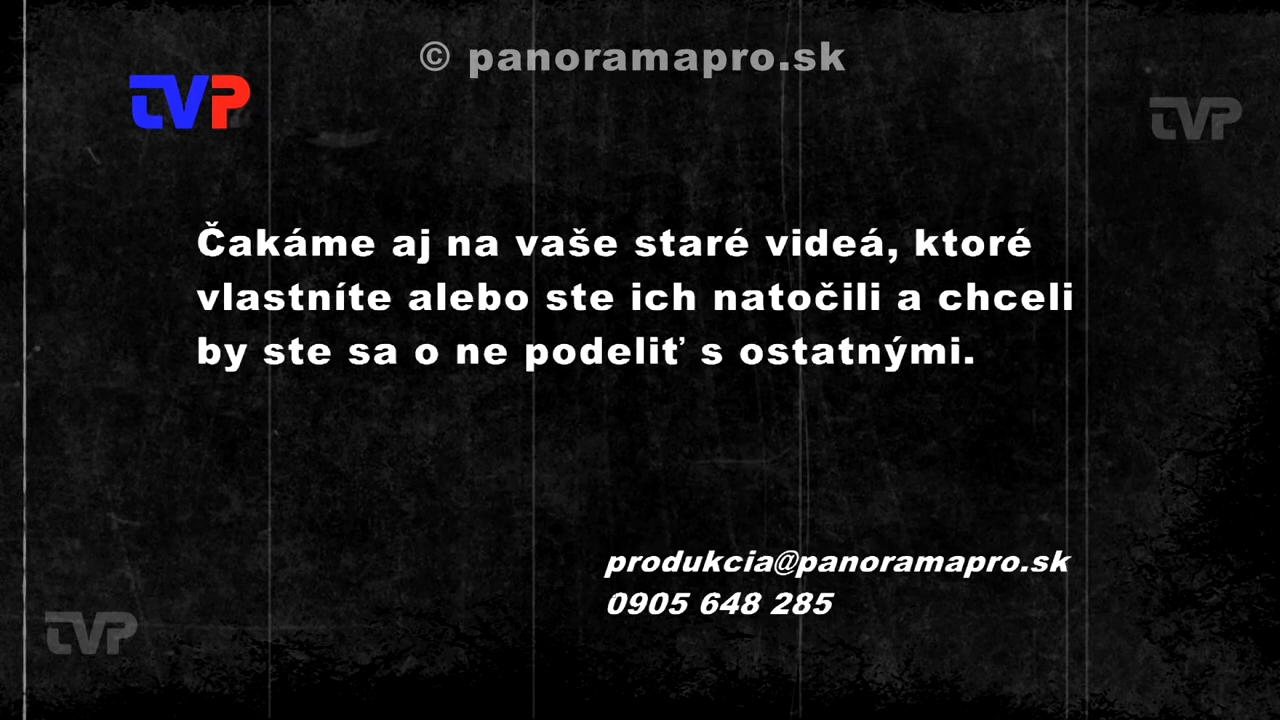 © panoramapro.sk
TVP
TVP
Čakáme aj na vaše staré videá, ktoré
vlastníte alebo ste ich natočili a chceli
by ste sa o ne podeliť s ostatnými.
produkcia@panoramapro.sk
0905 648 285
TVP